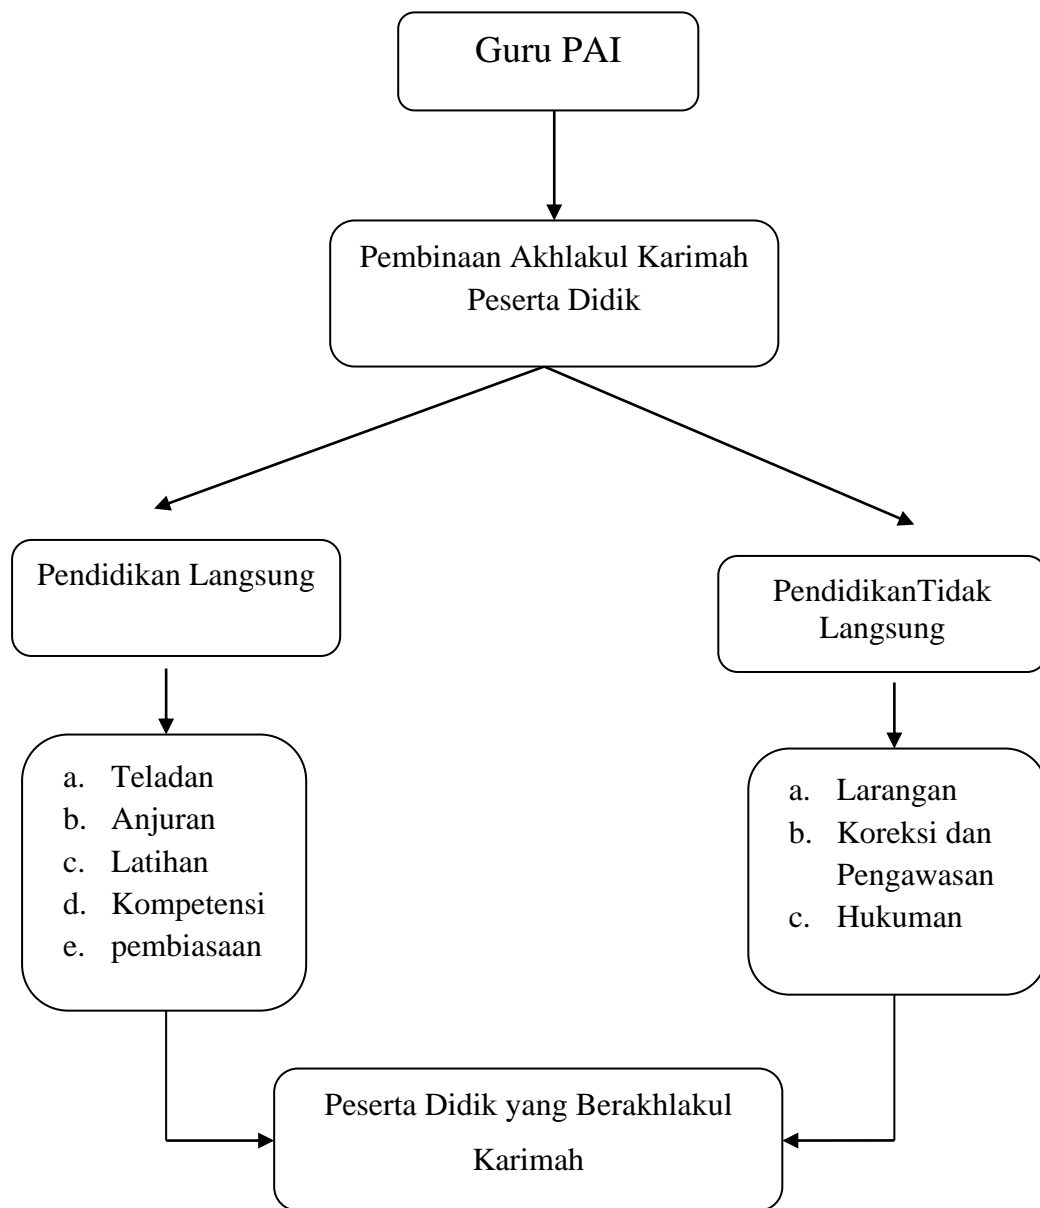 Guru PAI
Pembinaan Akhlakul Karimah
Peserta Didik
Pendidikan Langsung
PendidikanTidak
Langsung
a. Teladan
b. Anjuran
c. Latihan
d. Kompetensi
e. pembiasaan
a. Larangan
b. Koreksi dan
Pengawasan
c. Hukuman
Peserta Didik yang Berakhlakul
Karimah